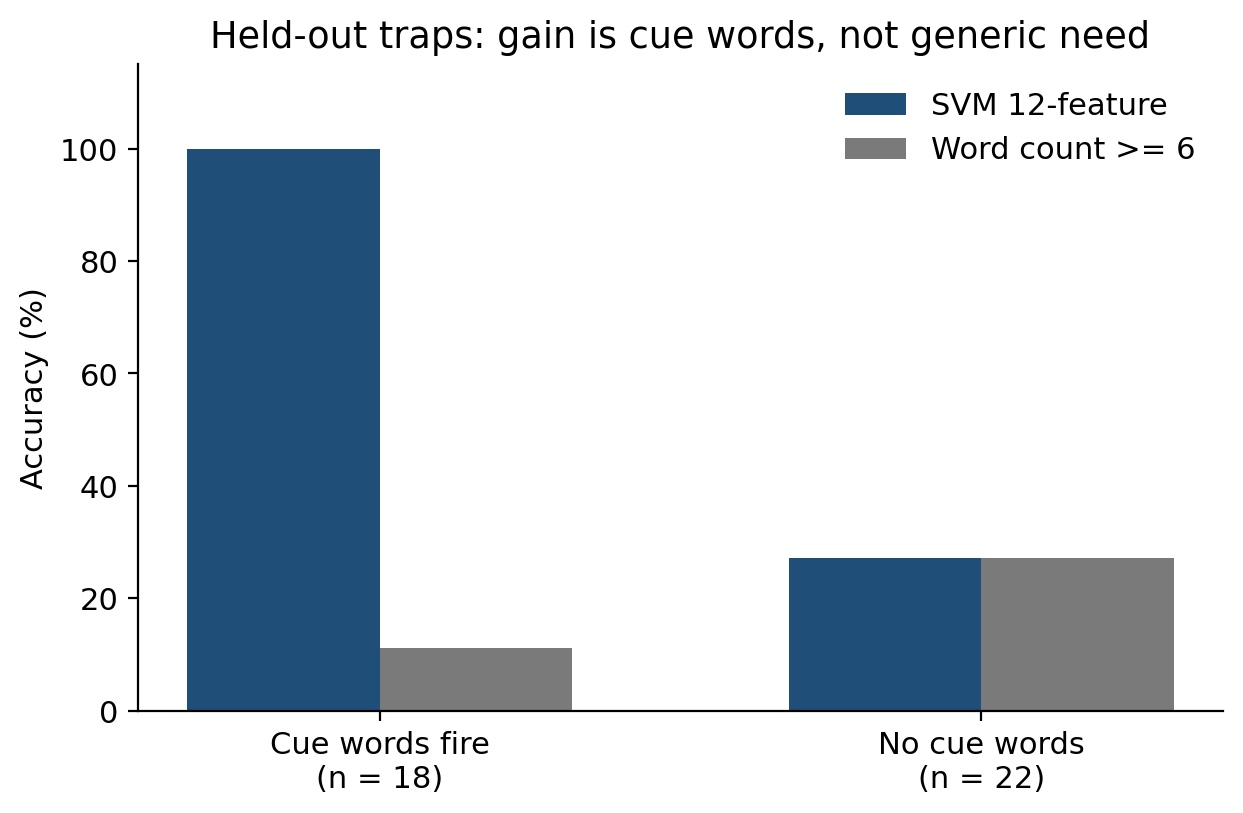 Held-out traps: gain is cue words, not generic need
SVM 12-feature
Word count >= 6
Accuracy (%)
100
80
60
40
20
0
Cue words fire
(n = 18)
No cue words
(n = 22)